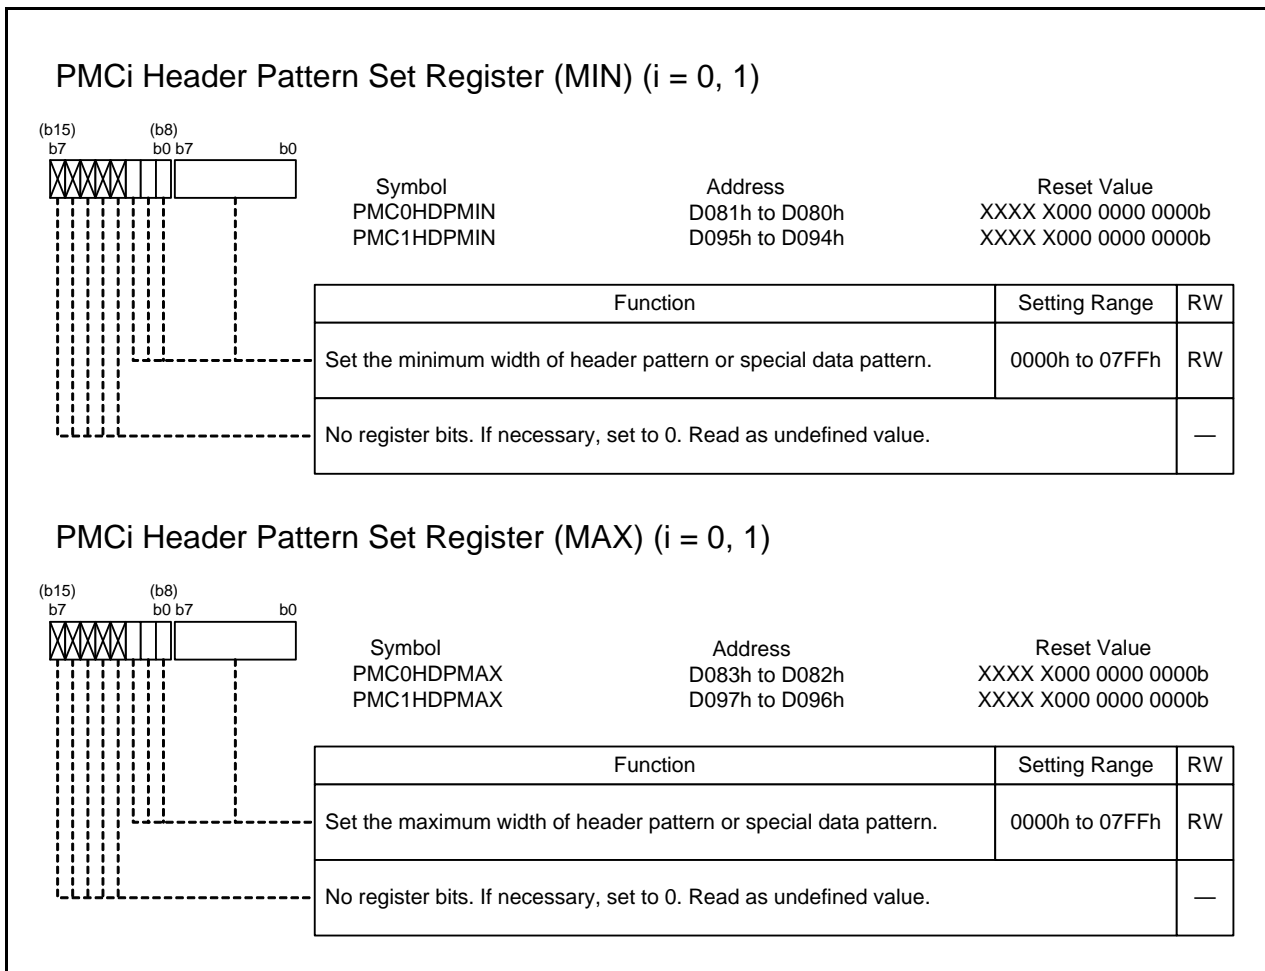 PMCi Header Pattern Set Register (MIN) (i = 0, 1)
(b15) (b8)
b7 b0 b7 b0
Symbol Address Reset Value
PMC0HDPMIN D081h to D080h XXXX X000 0000 0000b
PMC1HDPMIN D095h to D094h XXXX X000 0000 0000b
Function Setting Range RW
Set the minimum width of header pattern or special data pattern. 0000h to 07FFh RW
No register bits. If necessary, set to 0. Read as undefined value. —
PMCi Header Pattern Set Register (MAX) (i = 0, 1)
(b15) (b8)
b7 b0 b7 b0
Symbol Address Reset Value
PMC0HDPMAX D083h to D082h XXXX X000 0000 0000b
PMC1HDPMAX D097h to D096h XXXX X000 0000 0000b
Function Setting Range RW
Set the maximum width of header pattern or special data pattern. 0000h to 07FFh RW
No register bits. If necessary, set to 0. Read as undefined value. —